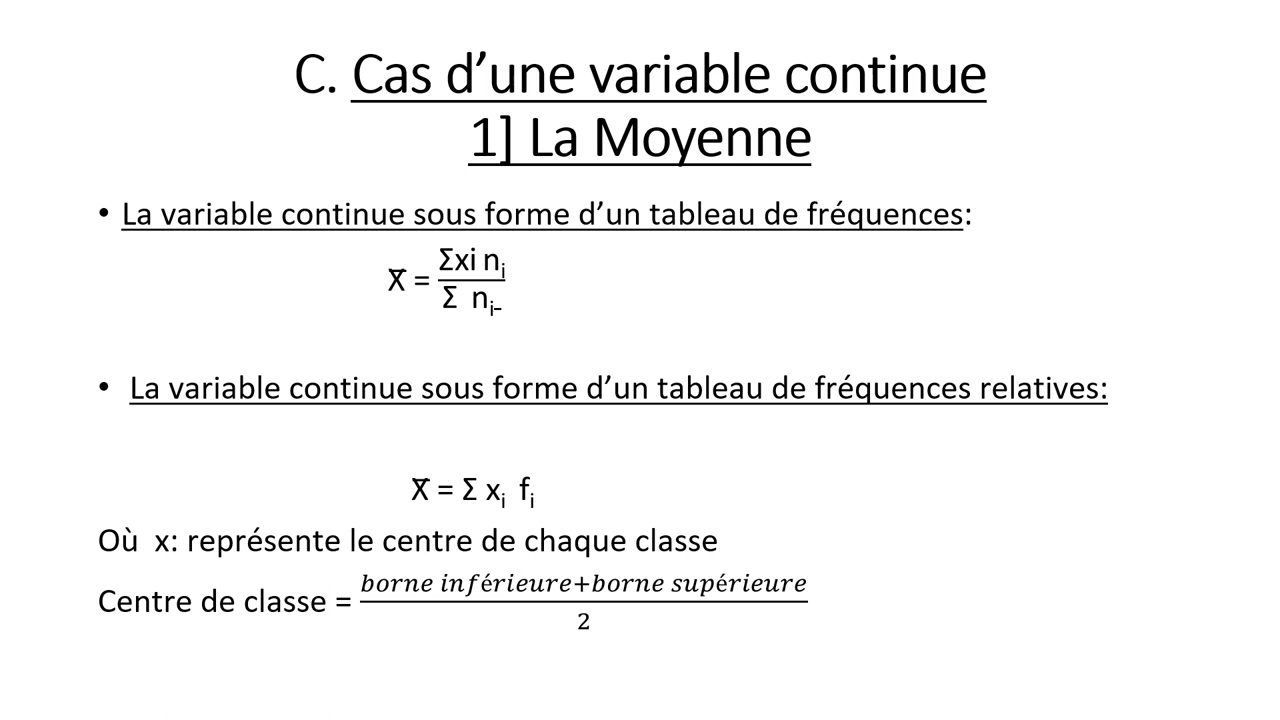 C. Cas d’une variable continue
1] La Moyenne
• La variable continue sous forme d’un tableau de fréquences:
X̄ = Σxi nᵢ / Σ nᵢ₋
• La variable continue sous forme d’un tableau de fréquences relatives:
X̄ = Σ xᵢ fᵢ
Où x: représente le centre de chaque classe
Centre de classe = borne inférieure+borne supérieure / 2